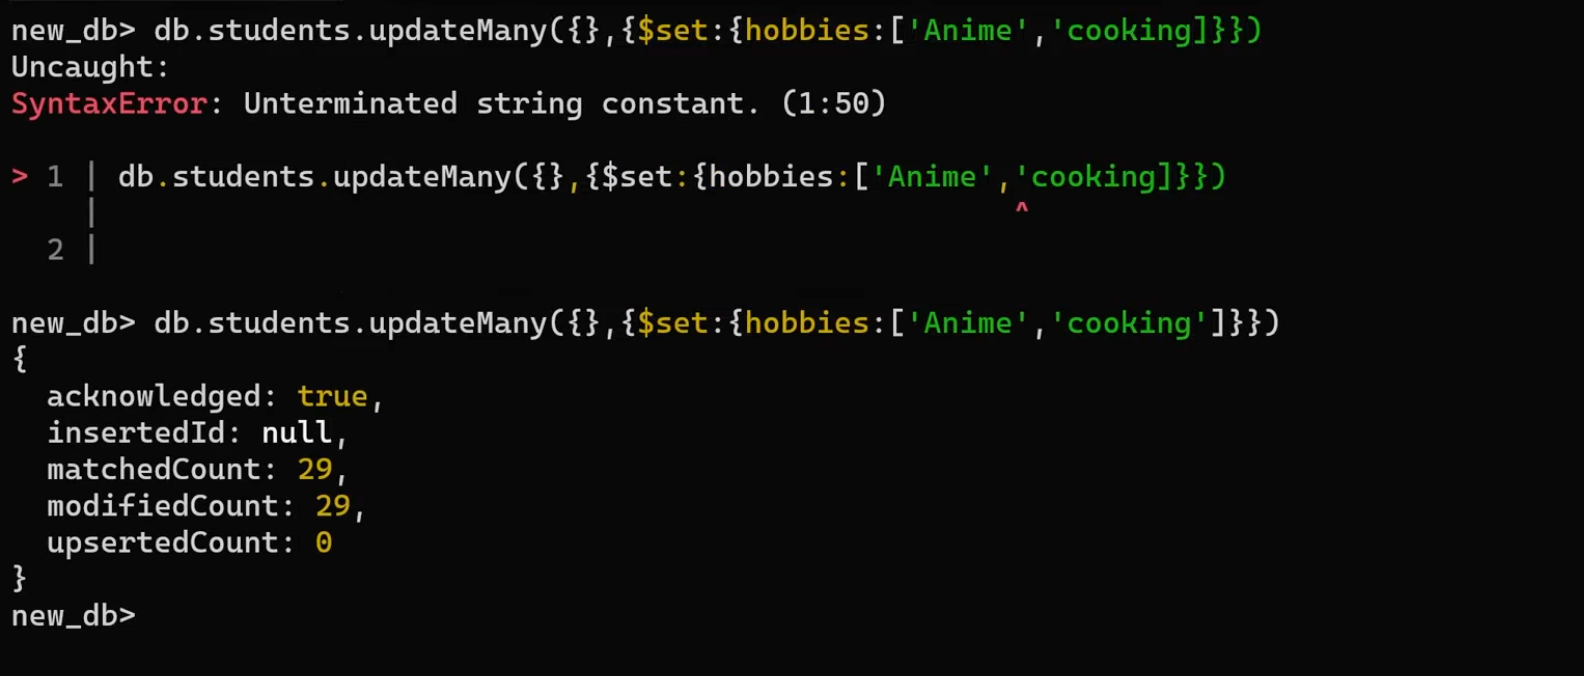 new_db> db.students.updateMany({},{$set:{hobbies:['Anime','cooking]}})
Uncaught:
SyntaxError: Unterminated string constant. (1:50)
> 1 | db.students.updateMany({},{$set:{hobbies:['Anime','cooking]}})
|                                                   ^
2 |
new_db> db.students.updateMany({},{$set:{hobbies:['Anime','cooking']}})
{
  acknowledged: true,
  insertedId: null,
  matchedCount: 29,
  modifiedCount: 29,
  upsertedCount: 0
}
new_db>